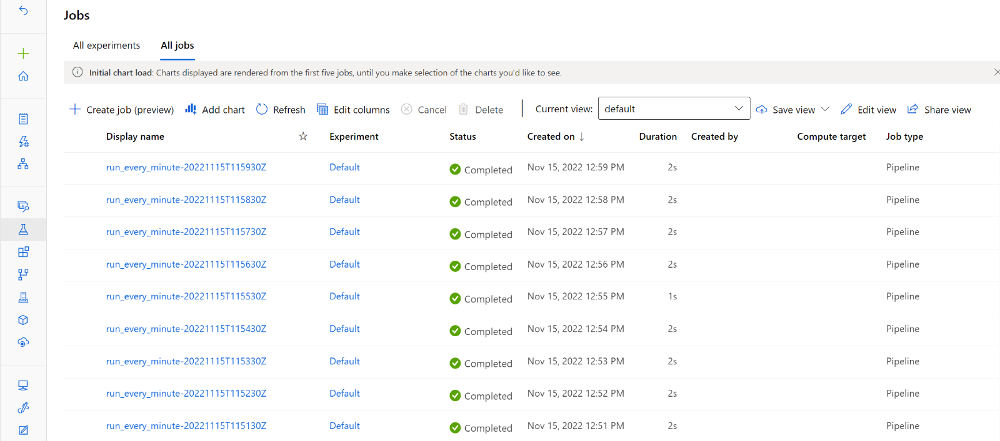 Jobs
All experiments All jobs
Initial chart load: Charts displayed are rendered from the first five jobs, until you make selection of the charts you'd like to see.
Create job (preview) Add chart Refresh Edit columns Cancel Delete Current view: default Save view Edit view Share view
Display name Experiment Status Created on ↓ Duration Created by Compute target Job type
run_every_minute-20221115T115930Z Default Completed Nov 15, 2022 12:59 PM 2s Pipeline
run_every_minute-20221115T115830Z Default Completed Nov 15, 2022 12:58 PM 2s Pipeline
run_every_minute-20221115T115730Z Default Completed Nov 15, 2022 12:57 PM 2s Pipeline
run_every_minute-20221115T115630Z Default Completed Nov 15, 2022 12:56 PM 2s Pipeline
run_every_minute-20221115T115530Z Default Completed Nov 15, 2022 12:55 PM 1s Pipeline
run_every_minute-20221115T115430Z Default Completed Nov 15, 2022 12:54 PM 2s Pipeline
run_every_minute-20221115T115330Z Default Completed Nov 15, 2022 12:53 PM 2s Pipeline
run_every_minute-20221115T115230Z Default Completed Nov 15, 2022 12:52 PM 2s Pipeline
run_every_minute-20221115T115130Z Default Completed Nov 15, 2022 12:51 PM 2s Pipeline